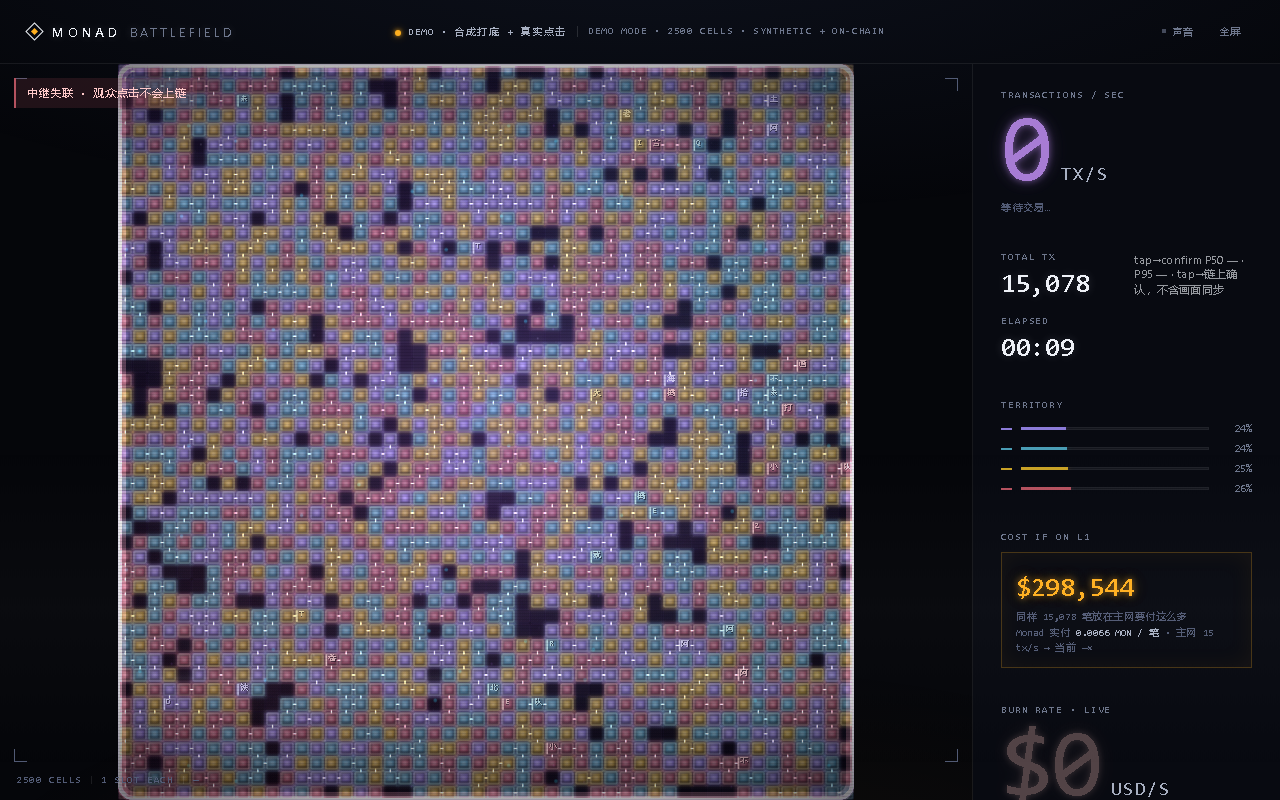 MONAD BATTLEFIELD
DEMO · 合成打底 + 真实点击
DEMO MODE · 2500 CELLS · SYNTHETIC + ON-CHAIN
声音
全屏
中继失联 · 观众点击不会上链
2500 CELLS | 1 SPOT EACH
TRANSACTIONS / SEC
0 TX/S
等待交易…
TOTAL TX
15,078
tap→confirm P50 — ·
P95 — · tap→链上确
认, 不含画面同步
ELAPSED
00:09
TERRITORY
24%
24%
25%
26%
COST IF ON L1
$298,544
同样 15,078 笔放在主网要付这么多
Monad 实付 0.0066 MON / 笔 · 主网 15
tx/s → 当前 —×
BURN RATE · LIVE
$0 USD/S